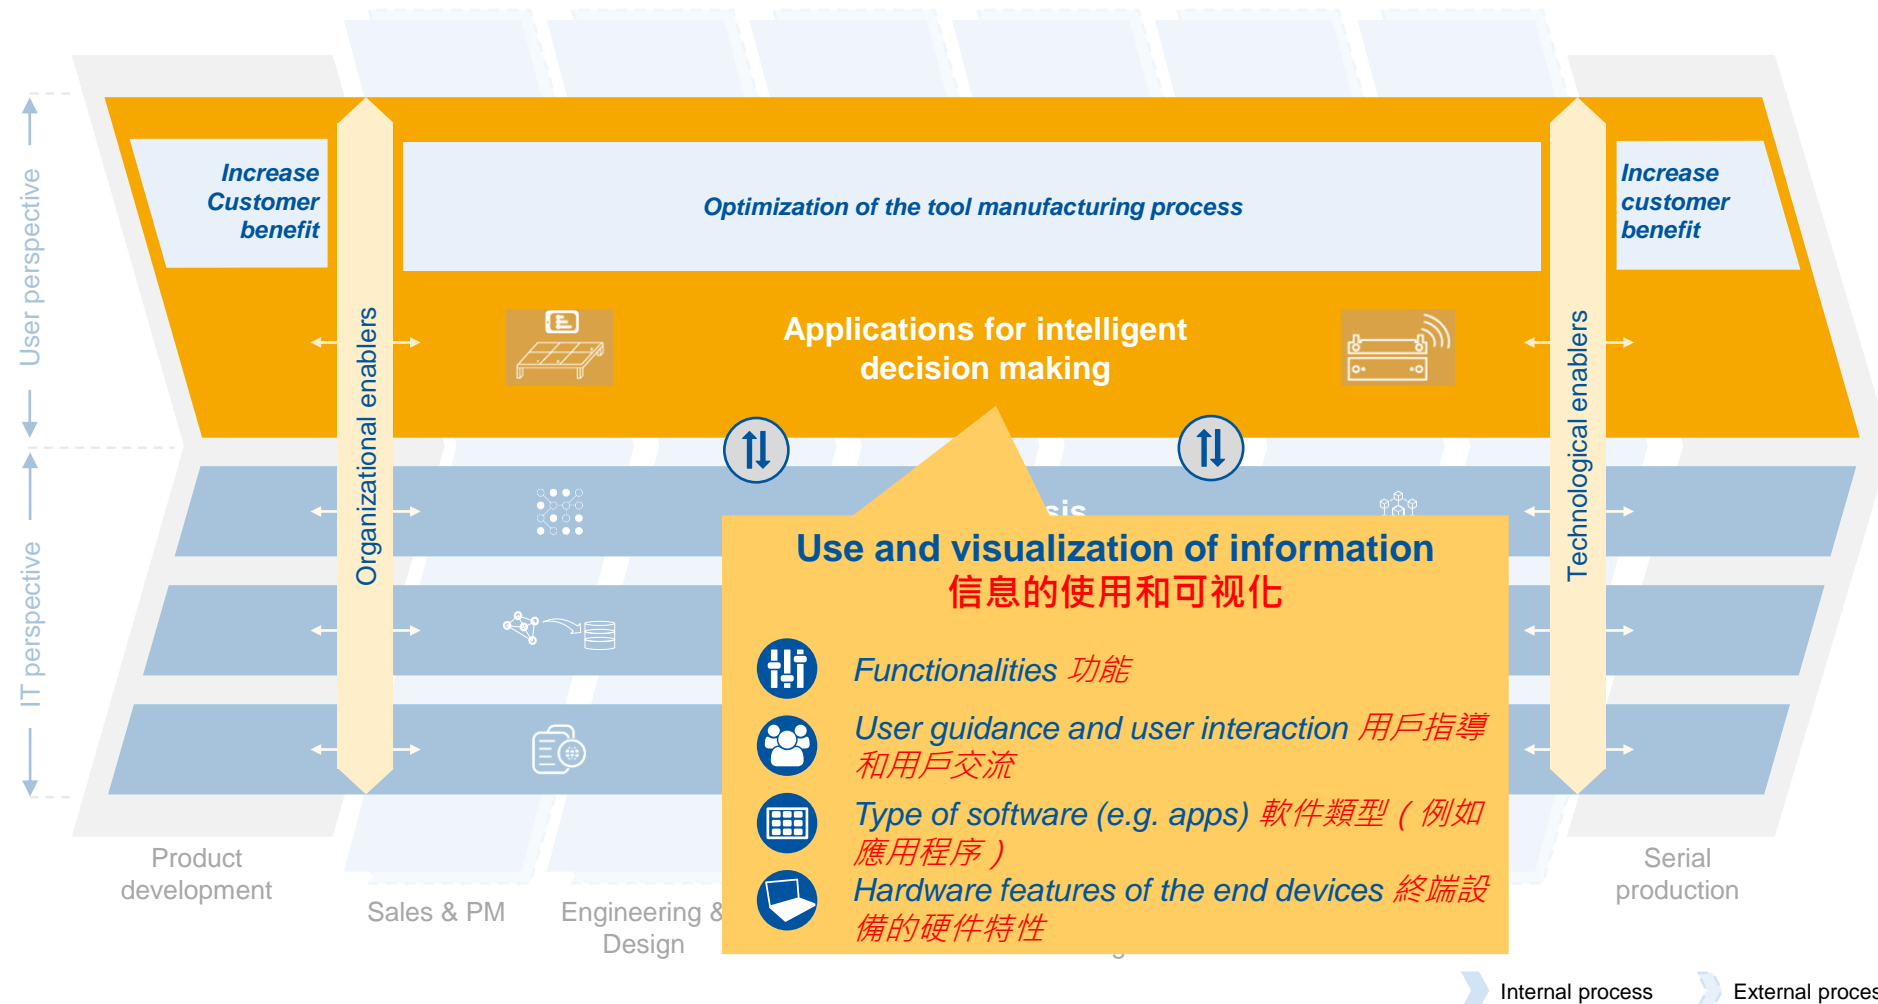 User perspective
IT perspective
Increase
Customer
benefit
Optimization of the tool manufacturing process
Increase
customer
benefit
Organizational enablers
Applications for intelligent
decision making
Technological enablers
Use and visualization of information
信息的使用和可视化
Functionalities 功能
User guidance and user interaction 用戶指導
和用戶交流
Type of software (e.g. apps) 軟件類型（例如
應用程序）
Hardware features of the end devices 終端設
備的硬件特性
Product
development
Sales & PM
Engineering &
Design
Serial
production
Internal process